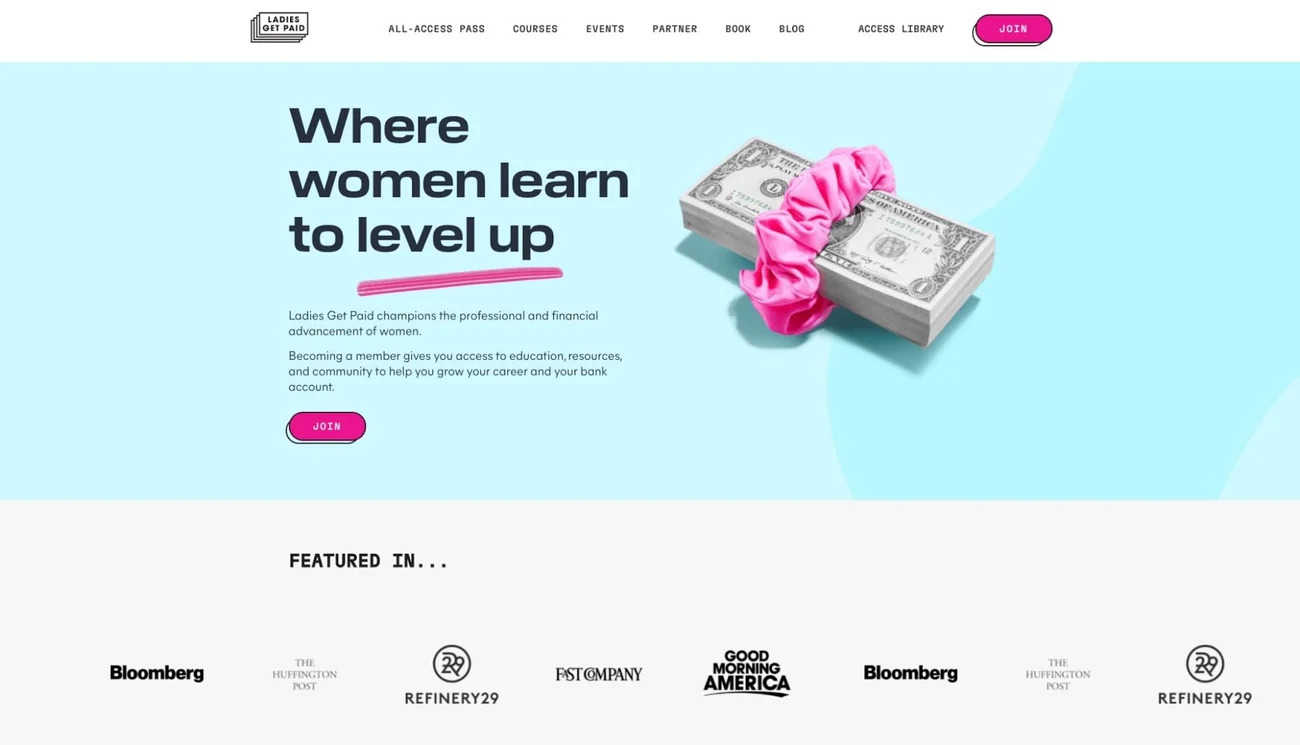 LADIES
GET PAID
ALL-ACCESS PASS
COURSES
EVENTS
PARTNER
BOOK
BLOG
ACCESS LIBRARY
JOIN
Where
women learn
to level up
Ladies Get Paid champions the professional and financial
advancement of women.
Becoming a member gives you access to education, resources,
and community to help you grow your career and your bank
account.
JOIN
FEATURED IN...
Bloomberg
THE
HUFFINGTON
POST
R29
REFINERY29
FAST COMPANY
GOOD
MORNING
AMERICA
Bloomberg
THE
HUFFINGTON
POST
R29
REFINERY29